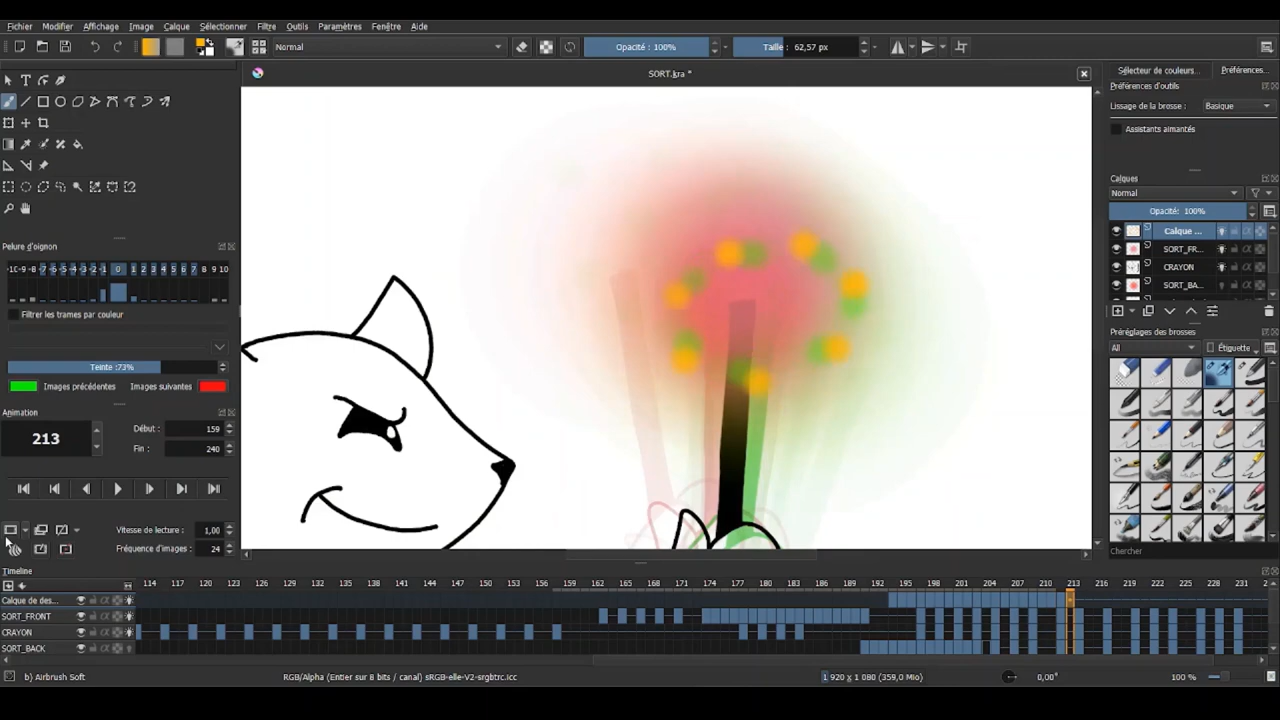 Fichier Modifier Affichage Image Calque Sélectionner Filtre Outils Paramètres Fenêtre Aide
Normal Opacité : 100% Taille : 62,57 px
SORT.kra *
Sélecteur de couleurs... Préférences...
Préférences d'outils
Lissage de la brosse : Basique
Assistants aimantés
Calques
Normal
Opacité: 100%
Calque ...
SORT_FR...
CRAYON
SORT_BA...
Préréglages des brosses
All Étiquette
Chercher
Pelure d'oignon
-10 -9 -8 -7 -6 -5 -4 -3 -2 -1 0 1 2 3 4 5 6 7 8 9 10
Filtrer les trames par couleur
Teinte :73%
Images précédentes Images suivantes
Animation
213
Début : 159
Fin : 240
Vitesse de lecture : 1,00
Fréquence d'images : 24
Timeline
114 117 120 123 126 129 132 135 138 141 144 147 150 153 156 159 162 165 168 171 174 177 180 183 186 189 192 195 198 201 204 207 210 213 216 219 222 225 228 231
Calque de des...
SORT_FRONT
CRAYON
SORT_BACK
b) Airbrush Soft RGB/Alpha (Entier sur 8 bits / canal) sRGB-elle-V2-srgbtrc.icc 1 920 x 1 080 (359,0 Mio) 0,00° 100 %